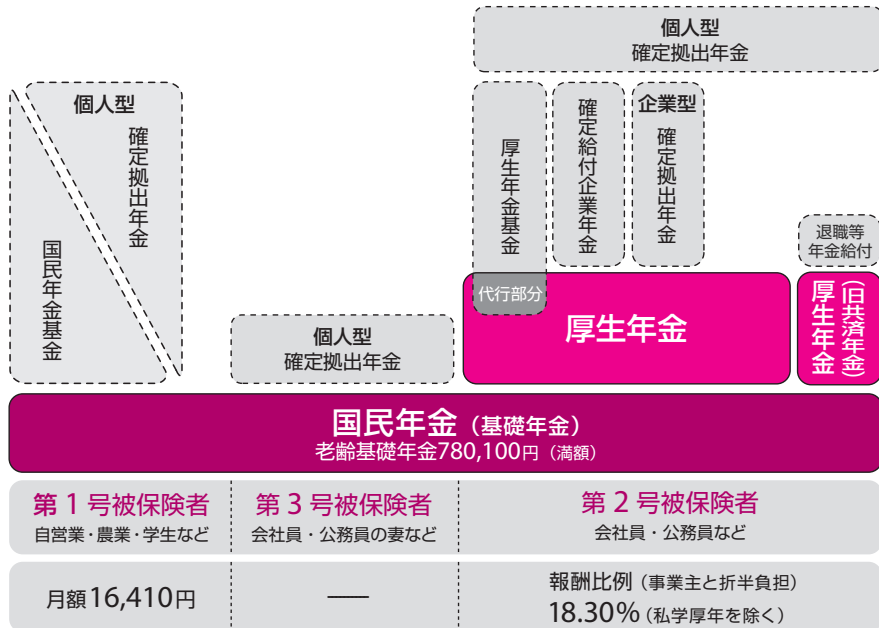 個人型
確定拠出年金
個人型
確定拠出年金
国民年金基金
厚生年金基金
代行部分
確定給付企業年金
企業型
確定拠出年金
退職等
年金給付
個人型
確定拠出年金
厚生年金
厚生年金
(旧共済年金)
国民年金（基礎年金）
老齢基礎年金780,100円（満額）
第1号被保険者
自営業・農業・学生など
第3号被保険者
会社員・公務員の妻など
第2号被保険者
会社員・公務員など
月額16,410円
――
報酬比例（事業主と折半負担）
18.30%（私学厚年を除く）